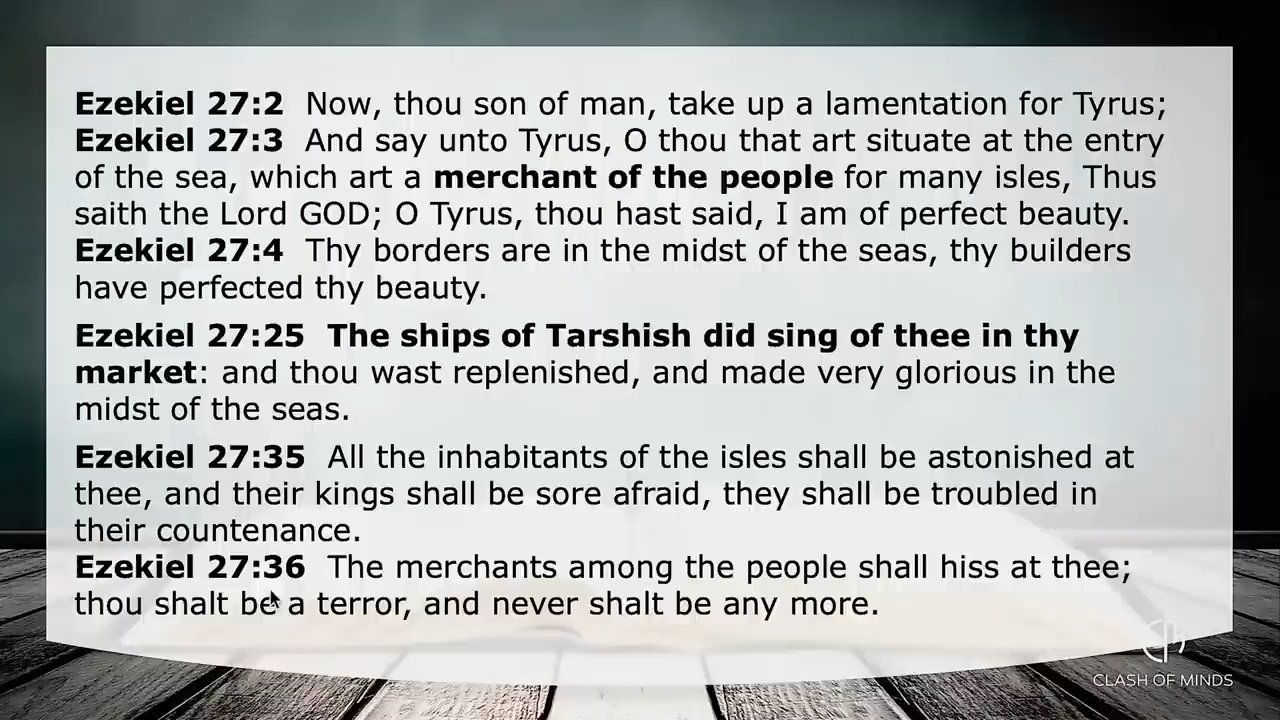 Ezekiel 27:2 Now, thou son of man, take up a lamentation for Tyrus;
Ezekiel 27:3 And say unto Tyrus, O thou that art situate at the entry
of the sea, which art a merchant of the people for many isles, Thus
saith the Lord GOD; O Tyrus, thou hast said, I am of perfect beauty.
Ezekiel 27:4 Thy borders are in the midst of the seas, thy builders
have perfected thy beauty.
Ezekiel 27:25 The ships of Tarshish did sing of thee in thy
market: and thou wast replenished, and made very glorious in the
midst of the seas.
Ezekiel 27:35 All the inhabitants of the isles shall be astonished at
thee, and their kings shall be sore afraid, they shall be troubled in
their countenance.
Ezekiel 27:36 The merchants among the people shall hiss at thee;
thou shalt be a terror, and never shalt be any more.
CLASH OF MINDS